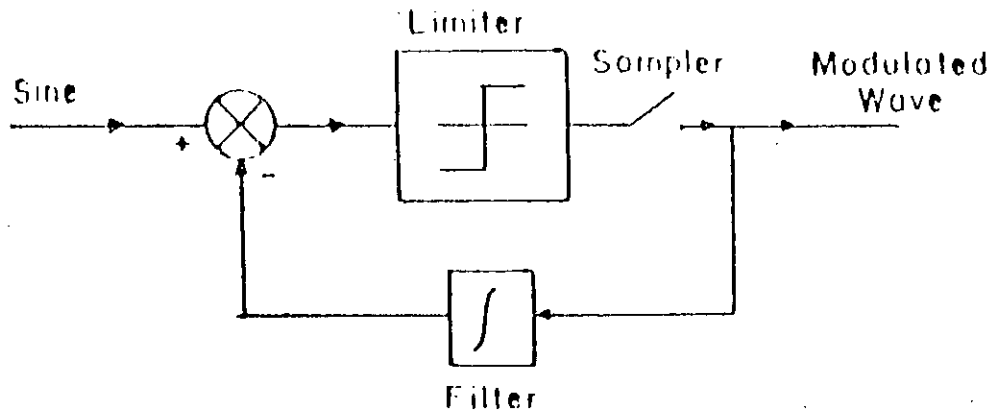 Limiter
Sampler
Modulated
Wave
Sine
+
-
Filter